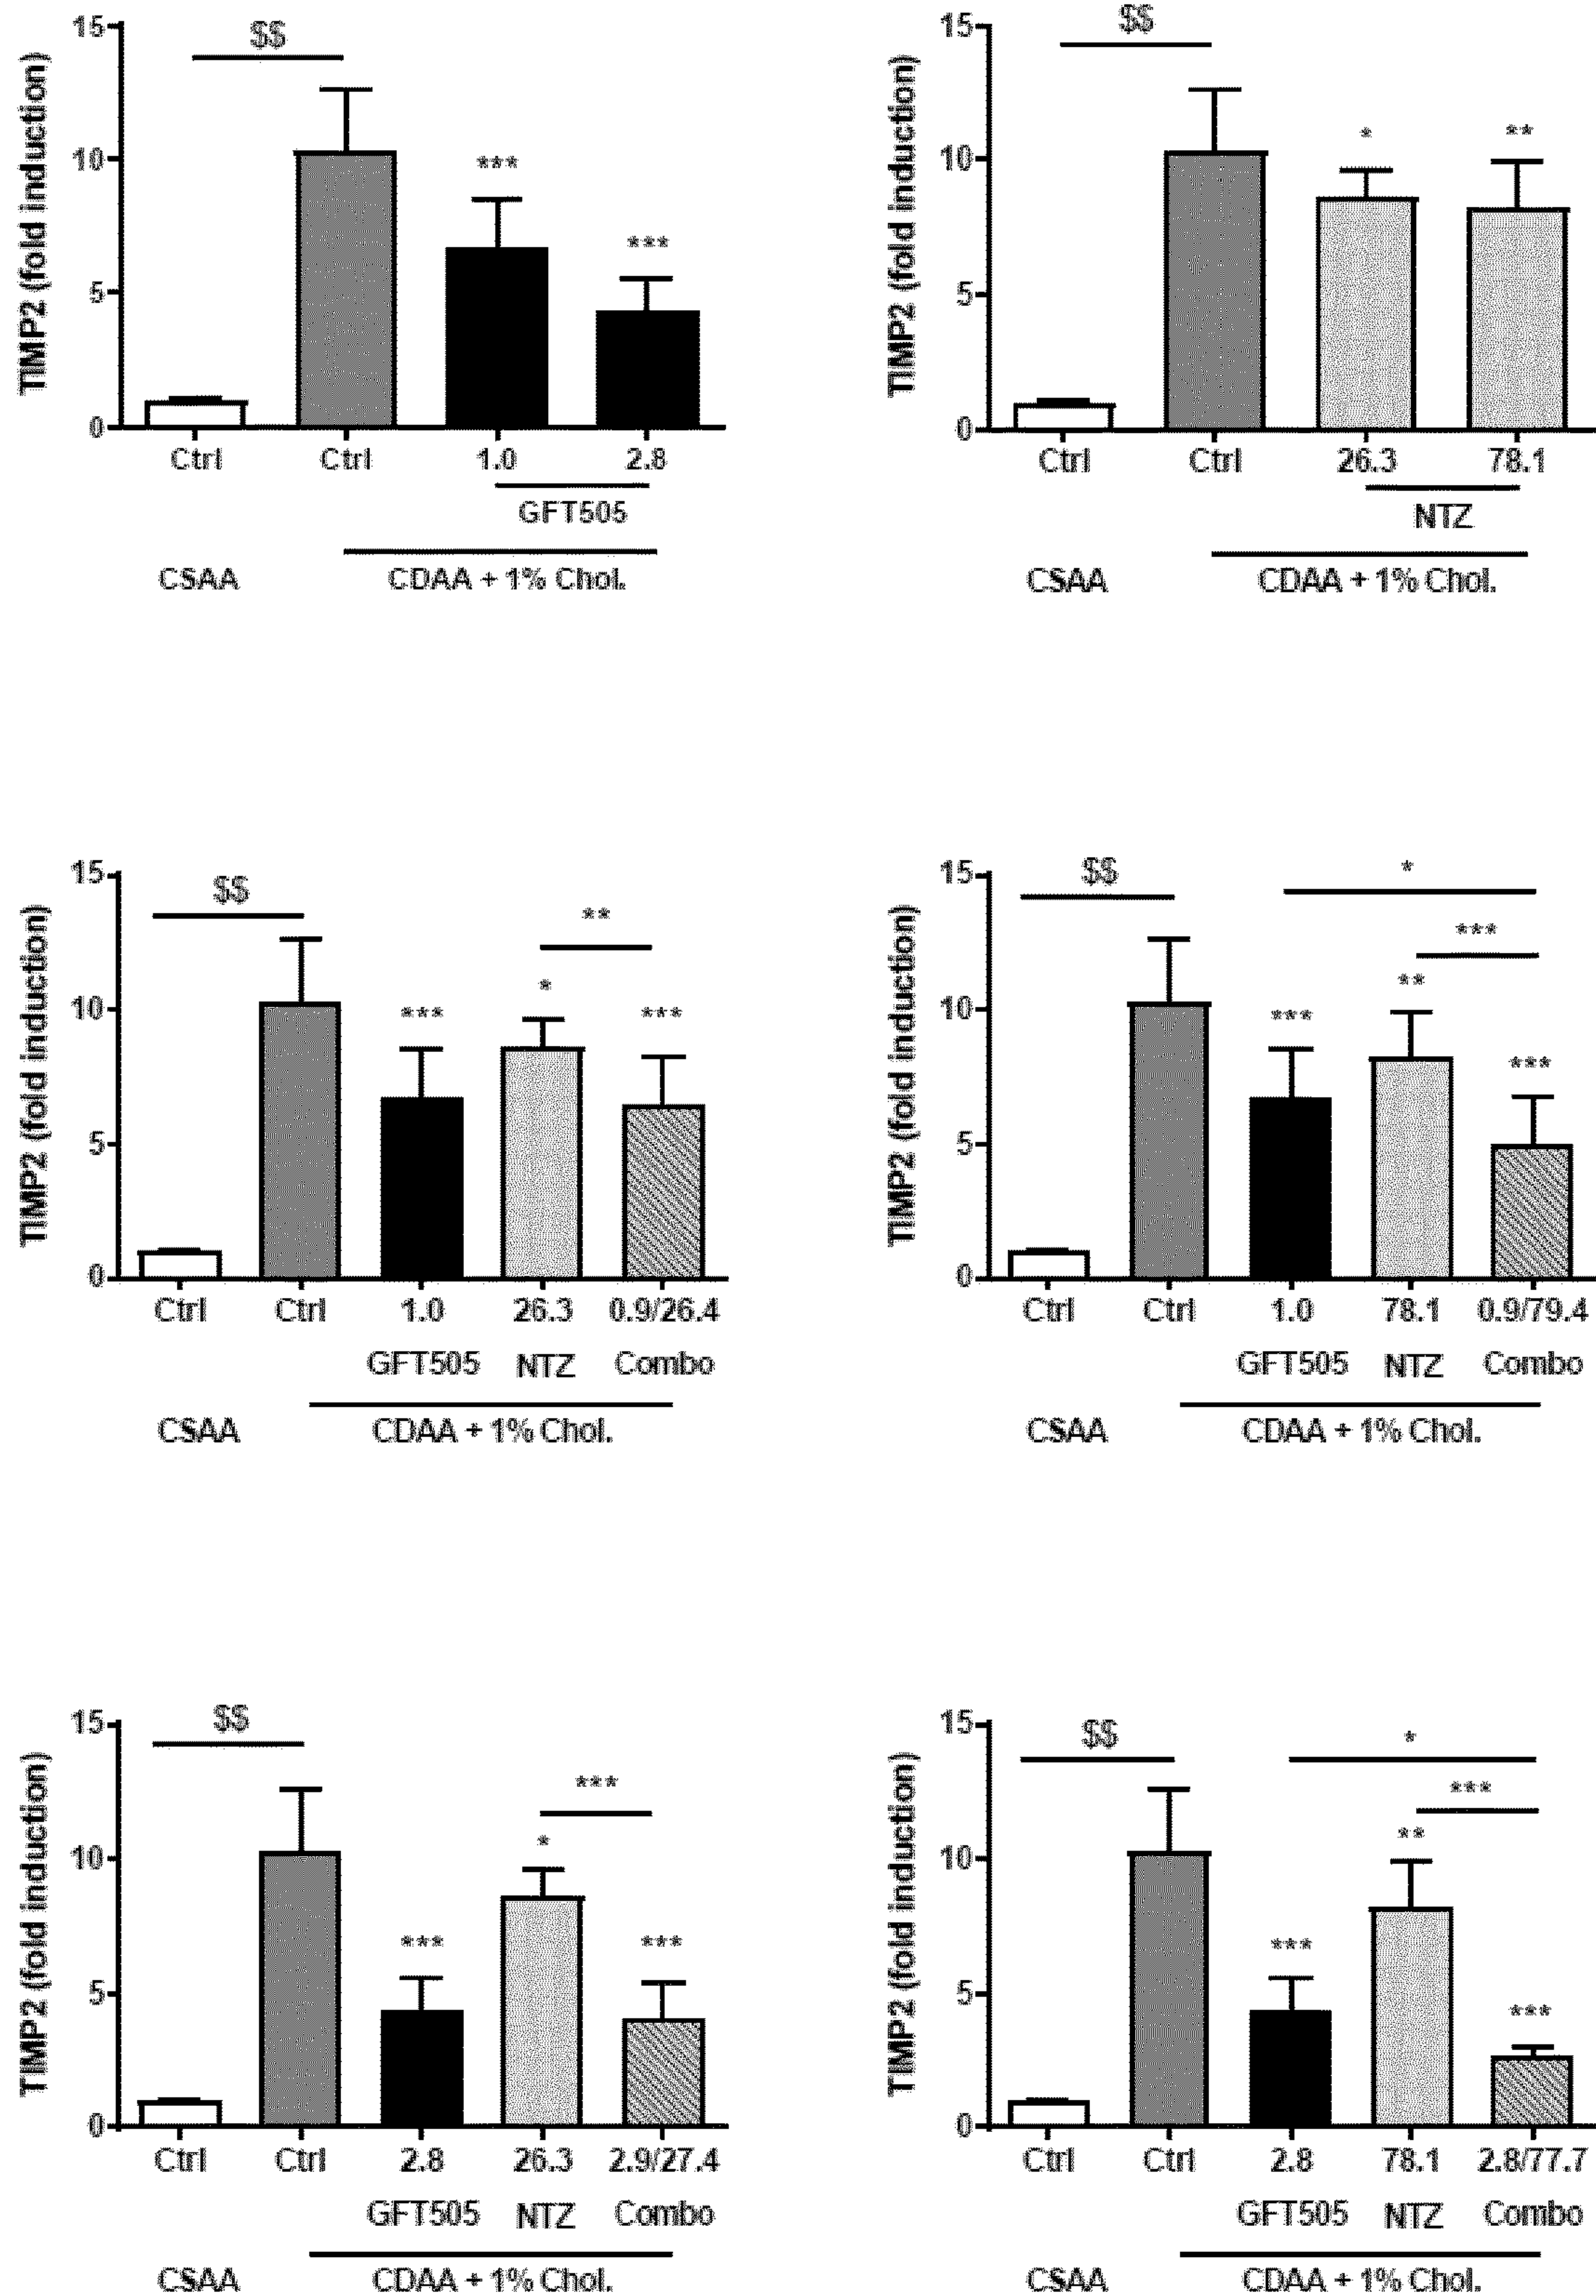 $$
15
TIMP2 (fold induction)
10
***
***
5
0
Ctrl Ctrl 1.0 2.8
GFT505
CSAA CDAA + 1% Chol.
$$
15
TIMP2 (fold induction)
10
*
**
5
0
Ctrl Ctrl 26.3 78.1
NTZ
CSAA CDAA + 1% Chol.
15
$$
**
TIMP2 (fold induction)
10
*** * ***
5
0
Ctrl Ctrl 1.0 26.3 0.9/26.4
GFT505 NTZ Combo
CSAA CDAA + 1% Chol.
15
$$
*
***
TIMP2 (fold induction)
10
*** ** ***
5
0
Ctrl Ctrl 1.0 78.1 0.9/79.4
GFT505 NTZ Combo
CSAA CDAA + 1% Chol.
15
$$
***
TIMP2 (fold induction)
10
*** * ***
5
0
Ctrl Ctrl 2.8 26.3 2.9/27.4
GFT505 NTZ Combo
CSAA CDAA + 1% Chol.
15
$$
*
***
TIMP2 (fold induction)
10
*** ** ***
5
0
Ctrl Ctrl 2.8 78.1 2.8/77.7
GFT505 NTZ Combo
CSAA CDAA + 1% Chol.